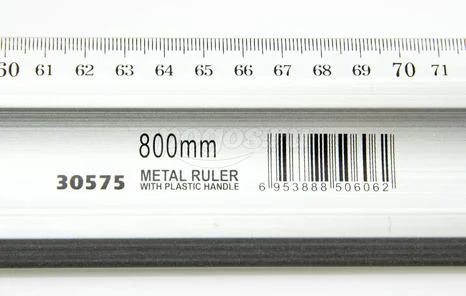 60 61 62 63 64 65 66 67 68 69 70 71
800mm
30575 METAL RULER
WITH PLASTIC HANDLE
6 953888 506062